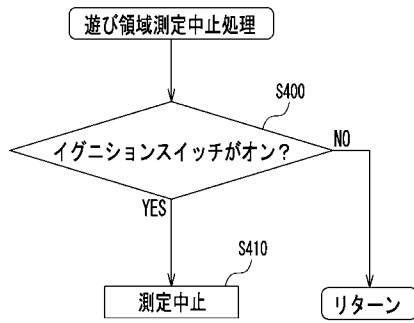 遊び領域測定中止処理
S400
イグニションスイッチがオン?
NO
YES
S410
測定中止
リターン